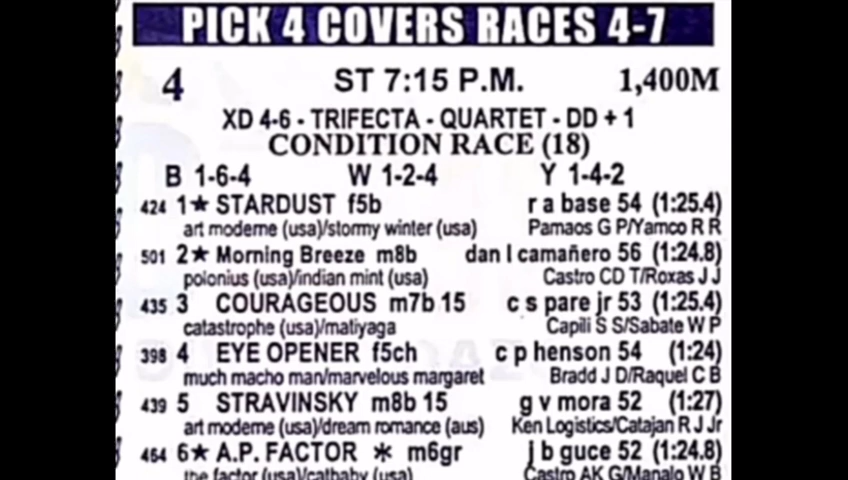 PICK 4 COVERS RACES 4-7
4 ST 7:15 P.M. 1,400M
XD 4-6 - TRIFECTA - QUARTET - DD + 1
CONDITION RACE (18)
B 1-6-4 W 1-2-4 Y 1-4-2
424 1★ STARDUST f5b r a base 54 (1:25.4)
art moderne (usa)/stormy winter (usa) Pamaos G P/Yamco R R
501 2★ Morning Breeze m8b dan l camañero 56 (1:24.8)
polonius (usa)/indian mint (usa) Castro CD T/Roxas J J
435 3 COURAGEOUS m7b 15 c s pare jr 53 (1:25.4)
catastrophe (usa)/maliyaga Capili S S/Sabate W P
398 4 EYE OPENER f5ch c p henson 54 (1:24)
much macho man/marvelous margaret Bradd J D/Raquel C B
439 5 STRAVINSKY m8b 15 g v mora 52 (1:27)
art moderne (usa)/dream romance (aus) Ken Logistics/Catajan R J Jr
464 6★ A.P. FACTOR * m6gr j b guce 52 (1:24.8)
the factor (usa)/catbaby (usa) Castro AK G/Manalo W B